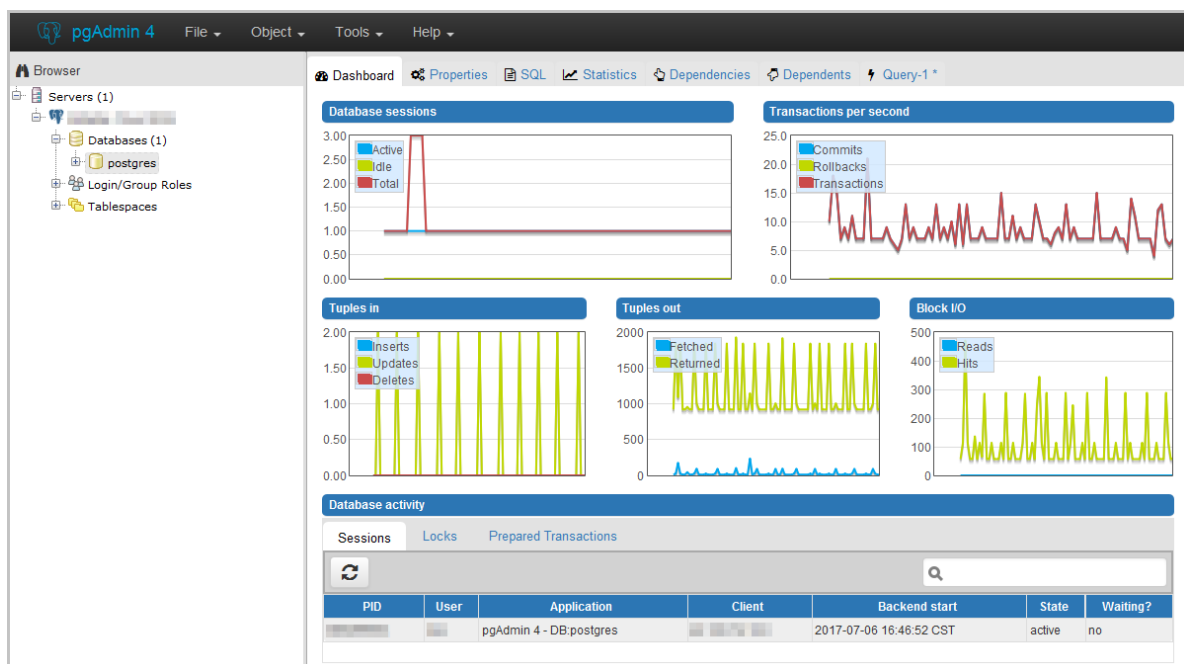 pgAdmin 4 File Object Tools Help
Browser
Servers (1)
Databases (1)
postgres
Login/Group Roles
Tablespaces
Dashboard Properties SQL Statistics Dependencies Dependents Query-1 *
Database sessions
3.00
2.50
2.00
1.50
1.00
0.50
0.00
Active
Idle
Total
Transactions per second
25.0
20.0
15.0
10.0
5.0
0.0
Commits
Rollbacks
Transactions
Tuples in
2.00
1.50
1.00
0.50
0.00
Inserts
Updates
Deletes
Tuples out
2000
1500
1000
500
0
Fetched
Returned
Block I/O
500
400
300
200
100
0
Reads
Hits
Database activity
Sessions Locks Prepared Transactions
PID User Application Client Backend start State Waiting?
pgAdmin 4 - DB:postgres 2017-07-06 16:46:52 CST active no